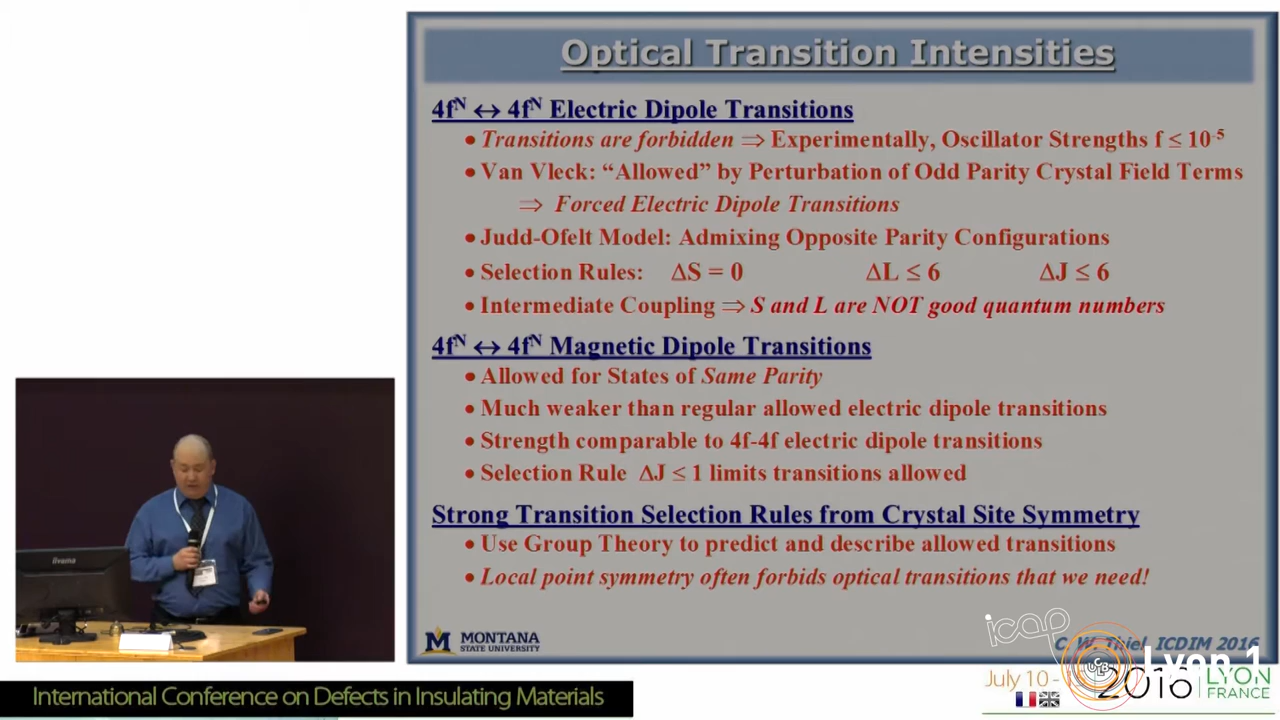 Optical Transition Intensities
4fᴺ ↔ 4fᴺ Electric Dipole Transitions
• Transitions are forbidden ⇒ Experimentally, Oscillator Strengths f ≤ 10⁻⁵
• Van Vleck: “Allowed” by Perturbation of Odd Parity Crystal Field Terms
⇒ Forced Electric Dipole Transitions
• Judd-Ofelt Model: Admixing Opposite Parity Configurations
• Selection Rules: ΔS = 0 ΔL ≤ 6 ΔJ ≤ 6
• Intermediate Coupling ⇒ S and L are NOT good quantum numbers
4fᴺ ↔ 4fᴺ Magnetic Dipole Transitions
• Allowed for States of Same Parity
• Much weaker than regular allowed electric dipole transitions
• Strength comparable to 4f-4f electric dipole transitions
• Selection Rule ΔJ ≤ 1 limits transitions allowed
Strong Transition Selection Rules from Crystal Site Symmetry
• Use Group Theory to predict and describe allowed transitions
• Local point symmetry often forbids optical transitions that we need!
iiyama
M MONTANA
STATE UNIVERSITY
icap
C. W. Thiel, ICDIM 2016
UCB
Lyon 1
July 10 -
2016
LYON
FRANCE
International Conference on Defects in Insulating Materials